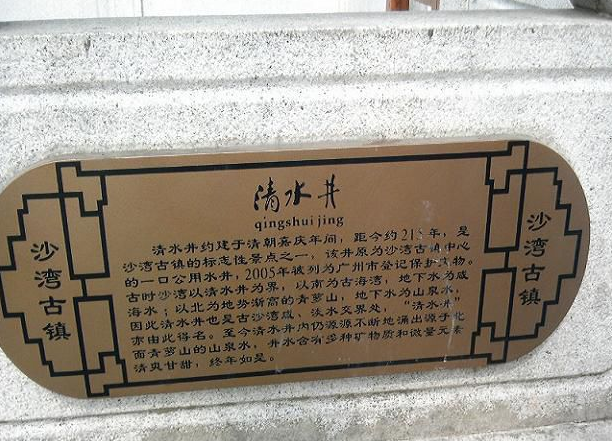 清水井
qingshuijing
清水井约建于清朝嘉庆年间，距今约21年，是
沙湾古镇的标志性景点之一，该井原为沙湾古镇中心
的一口公用水井，2005年被列为广州市登记保护文物。
古时沙湾以清水井为界，以南为古海湾，地下水为咸
海水；以北为地势渐高的青萝山，地下水为山泉水，
因此清水井也是古沙湾咸、淡水交界处，“清水井”
亦由此得名。至今清水井内仍源源不断地涌出源于北
面青萝山的山泉水，井水含有多种矿物质和微量元素
清爽甘甜，终年如是。
沙湾古镇
沙湾古镇